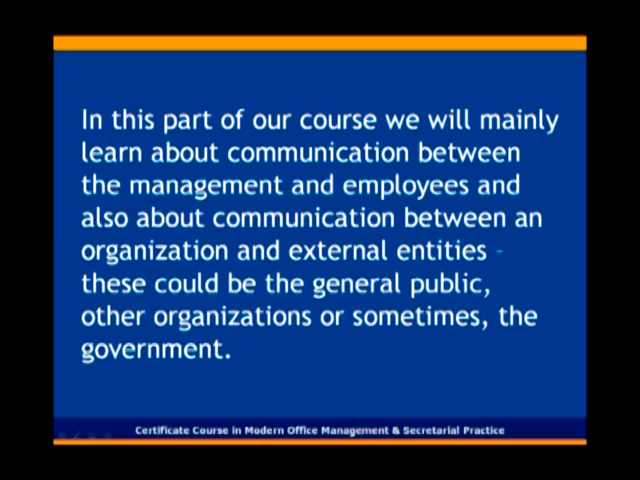 In this part of our course we will mainly
learn about communication between
the management and employees and
also about communication between an
organization and external entities -
these could be the general public,
other organizations or sometimes, the
government.
Certificate Course in Modern Office Management & Secretarial Practice